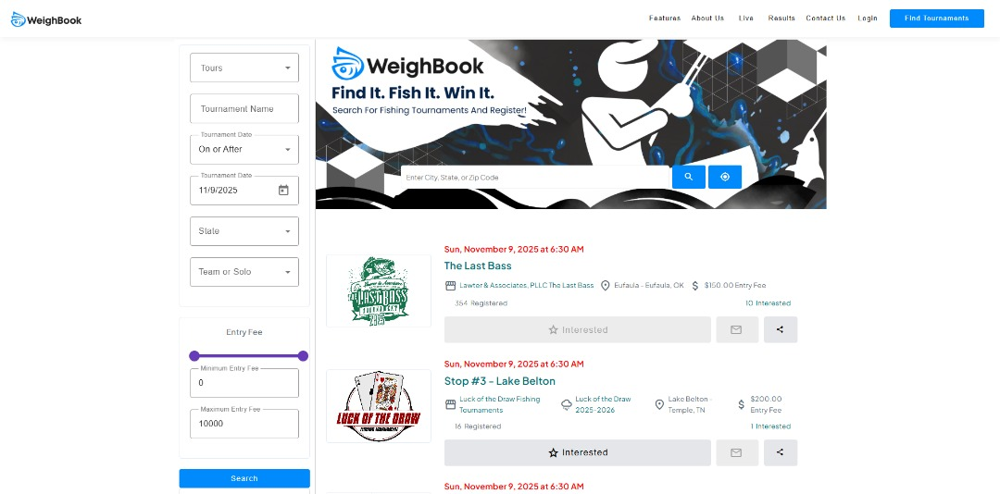 WeighBook
Features About Us Live Results Contact Us Login Find Tournaments
Tours
Tournament Name
Tournament Date
On or After
Tournament Date
11/9/2025
State
Team or Solo
Entry Fee
Minimum Entry Fee
0
Maximum Entry Fee
10000
Search
WeighBook
Find It. Fish It. Win It.
Search For Fishing Tournaments And Register!
Enter City, State, or Zip Code
Sun, November 9, 2025 at 6:30 AM
The Last Bass
LAST BASS
TOURNAMENT
2025
Lawter & Associates, PLLC The Last Bass Eufaula - Eufaula, OK $150.00 Entry Fee
354 Registered 10 Interested
Interested
Sun, November 9, 2025 at 6:30 AM
Stop #3 - Lake Belton
LUCK OF THE DRAW
Luck of the Draw Fishing
Tournaments
Luck of the Draw
2025-2026
Lake Belton -
Temple, TN
$200.00
Entry Fee
16 Registered 1 Interested
Interested
Sun, November 9, 2025 at 6:30 AM